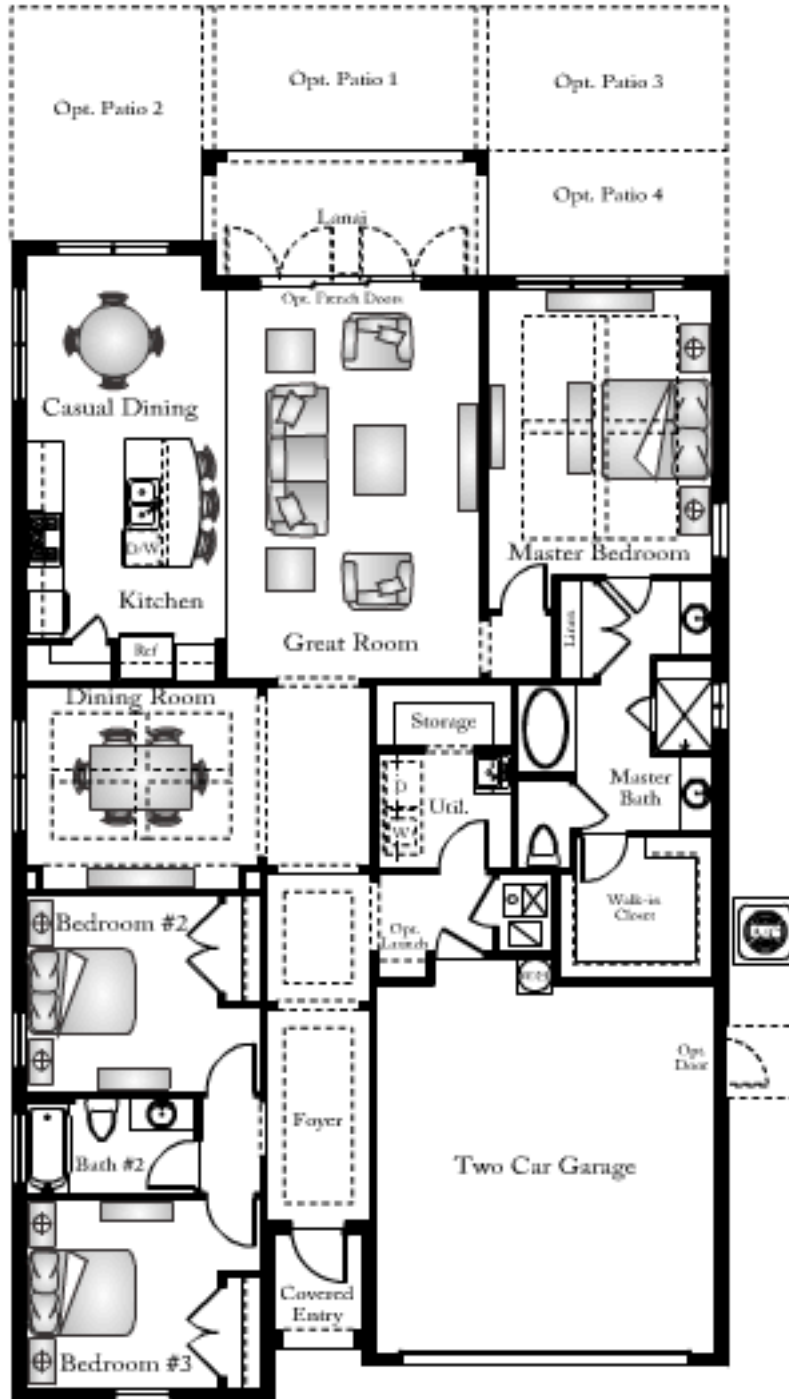 Opt. Patio 2
Opt. Patio 1
Opt. Patio 3
Opt. Patio 4
Lanai
Opt. French Doors
Casual Dining
D/W
Kitchen
Ref
Great Room
Master Bedroom
Linen
Dining Room
Storage
D
W
Util.
Master
Bath
Walk-in
Closet
Bedroom #2
Opt.
Launch
Opt.
Door
Foyer
Bath #2
Two Car Garage
Covered
Entry
Bedroom #3